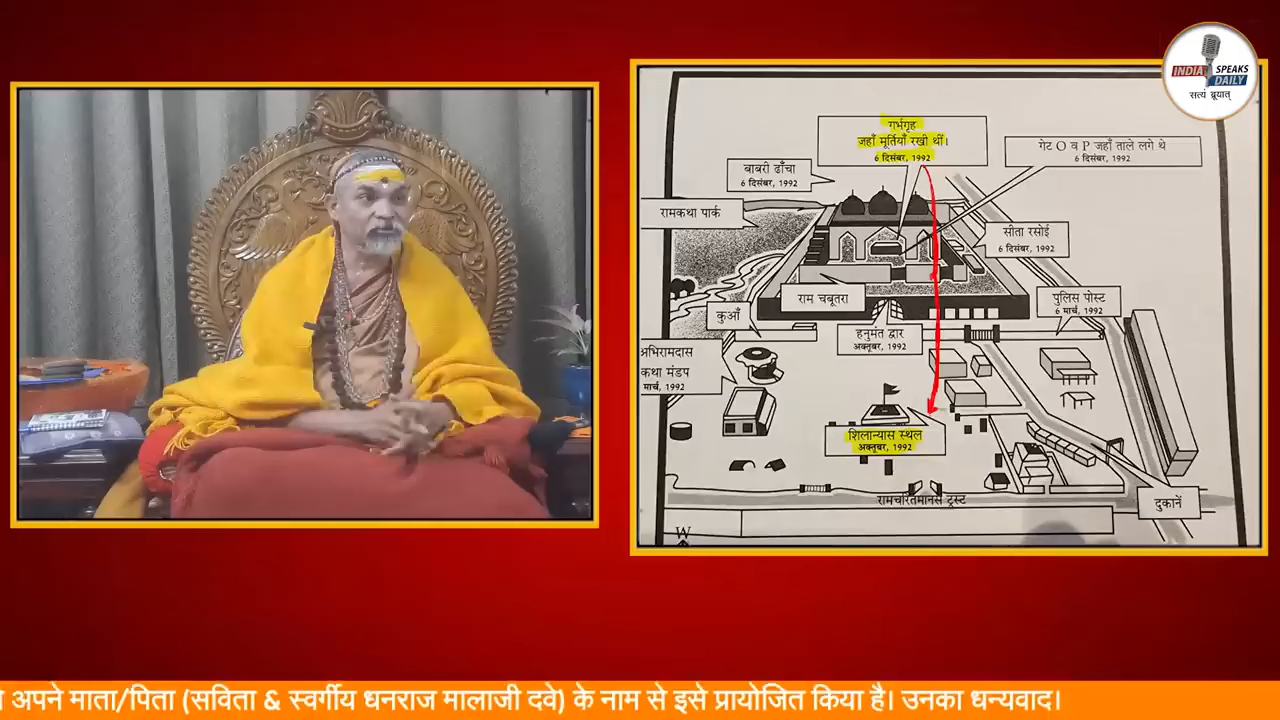 INDIA SPEAKS
DAILY
सत्यं ब्रूयात्
गर्भगृह
जहाँ मूर्तियाँ रखी थीं।
6 दिसंबर, 1992
गेट O व P जहाँ ताले लगे थे
6 दिसंबर, 1992
बाबरी ढाँचा
6 दिसंबर, 1992
रामकथा पार्क
सीता रसोई
6 दिसंबर, 1992
राम चबूतरा
पुलिस पोस्ट
6 मार्च, 1992
कुआँ
हनुमंत द्वार
अक्तूबर, 1992
अभिरामदास
कथा मंडप
मार्च, 1992
शिलान्यास स्थल
अक्तूबर, 1992
रामचरितमानस ट्रस्ट
दुकानें
W
अपने माता/पिता (सविता & स्वर्गीय धनराज मालाजी दवे) के नाम से इसे प्रायोजित किया है। उनका धन्यवाद।